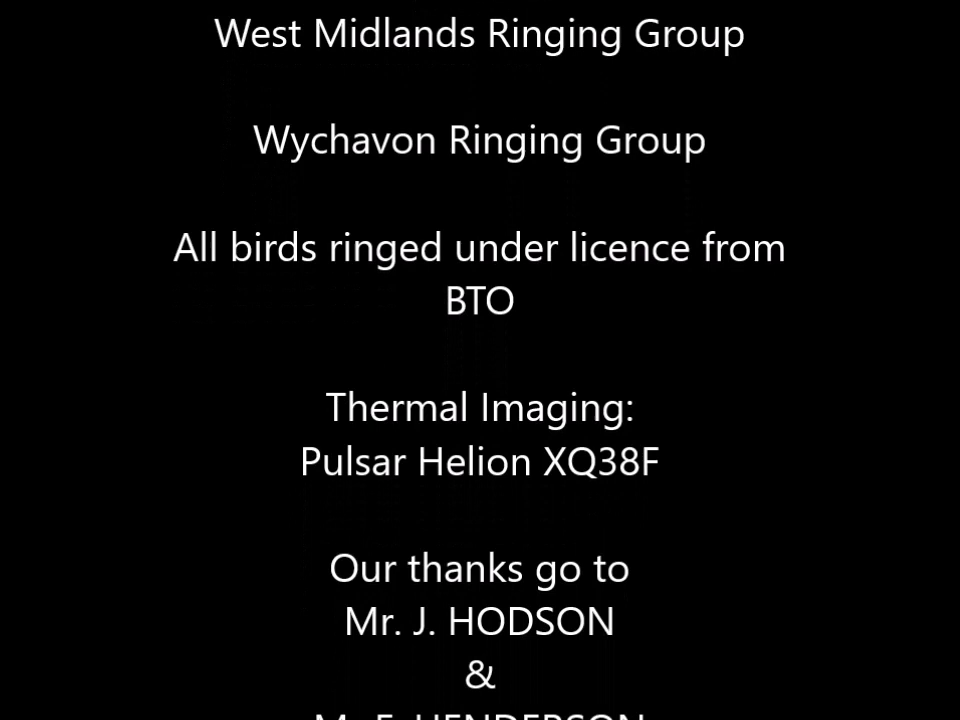 West Midlands Ringing Group
Wychavon Ringing Group
All birds ringed under licence from
BTO
Thermal Imaging:
Pulsar Helion XQ38F
Our thanks go to
Mr. J. HODSON
&
HENDERSON